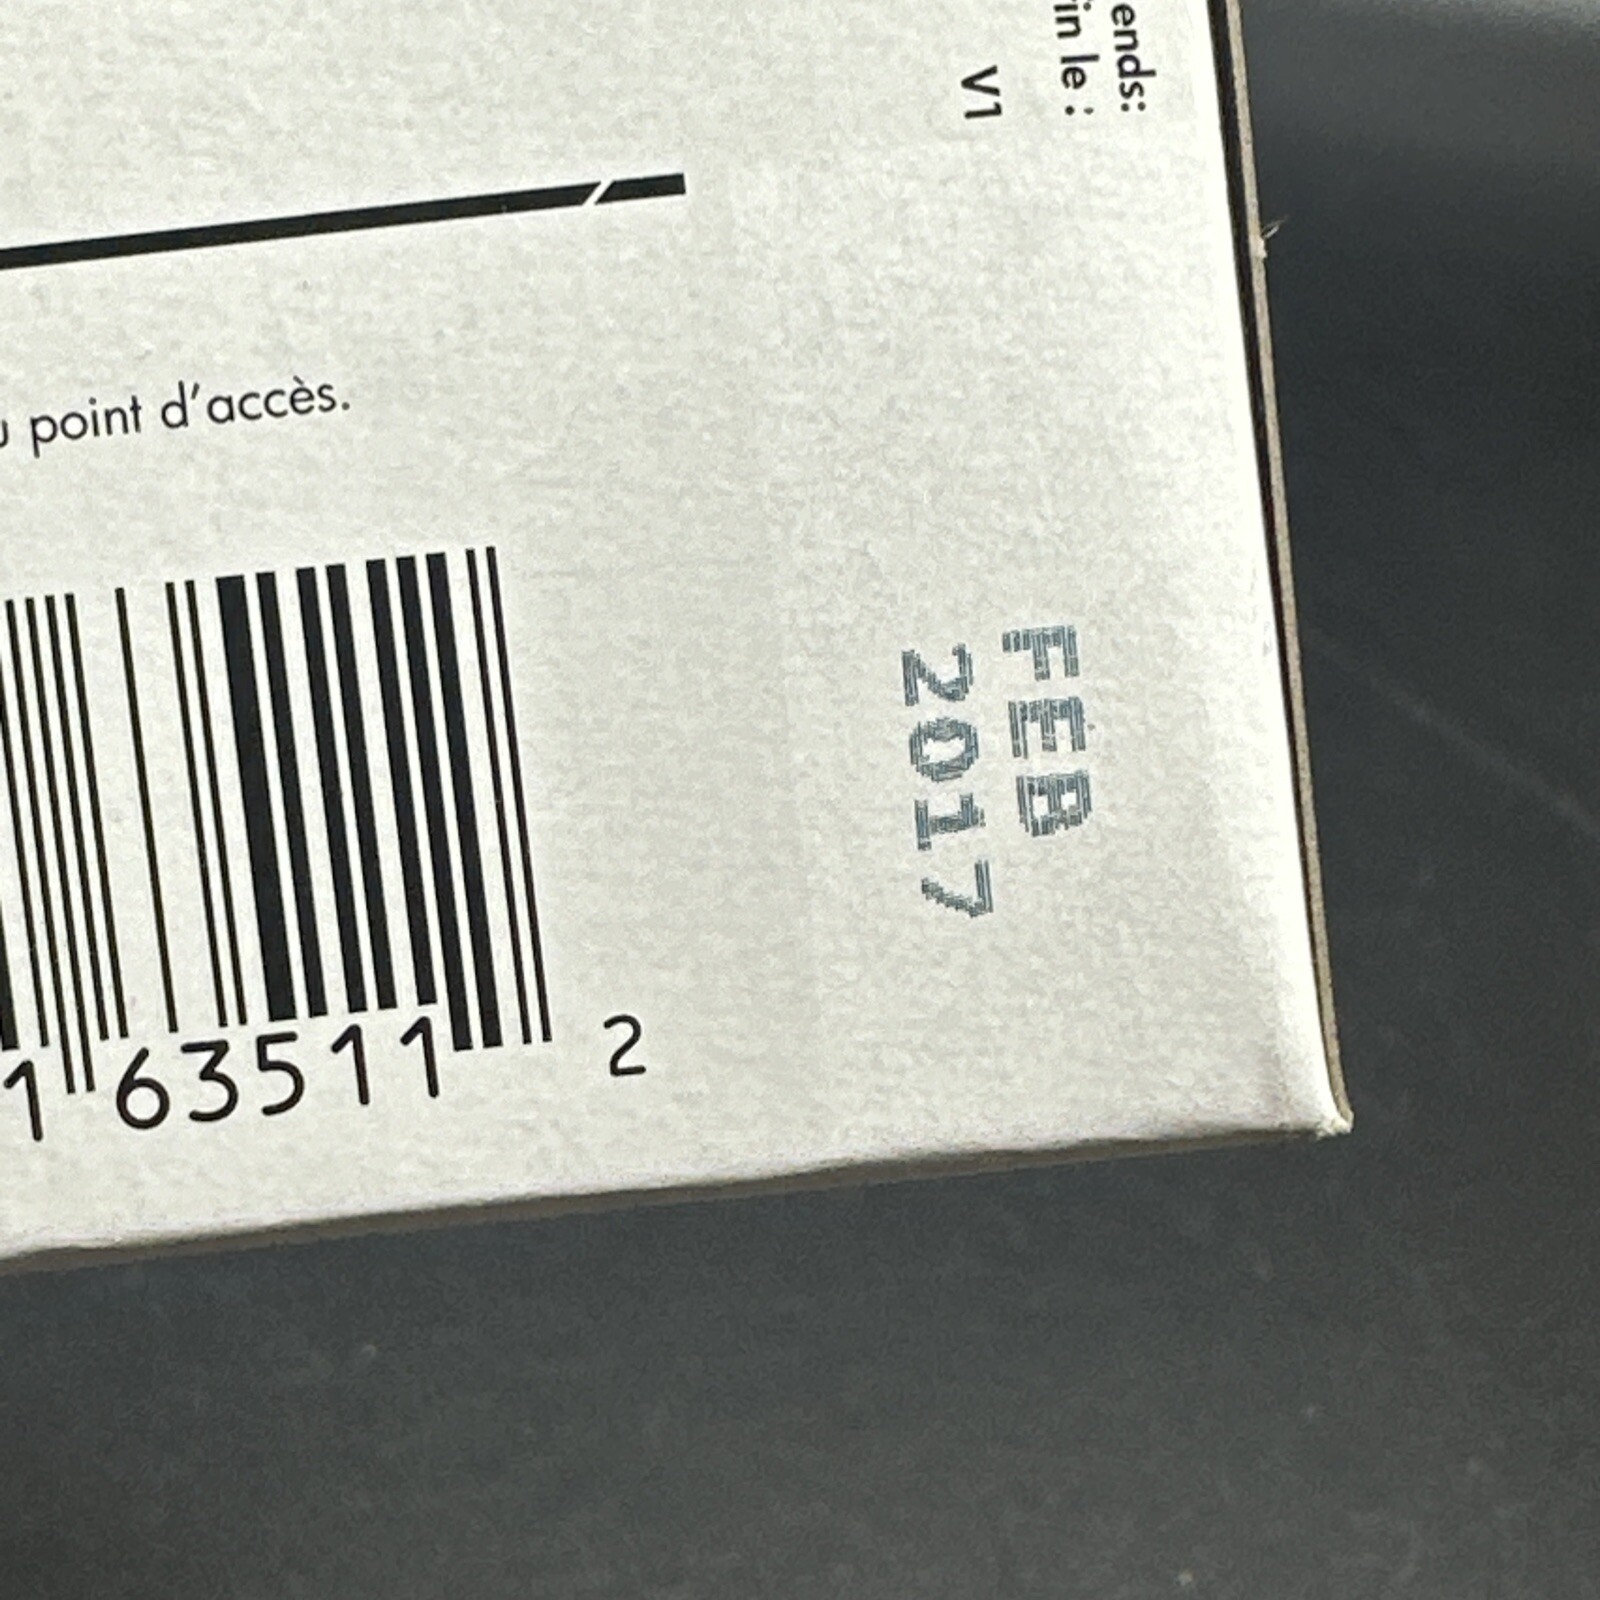 ends:
in le :
V1
point d'accès.
FEB
2017
1 63511 2